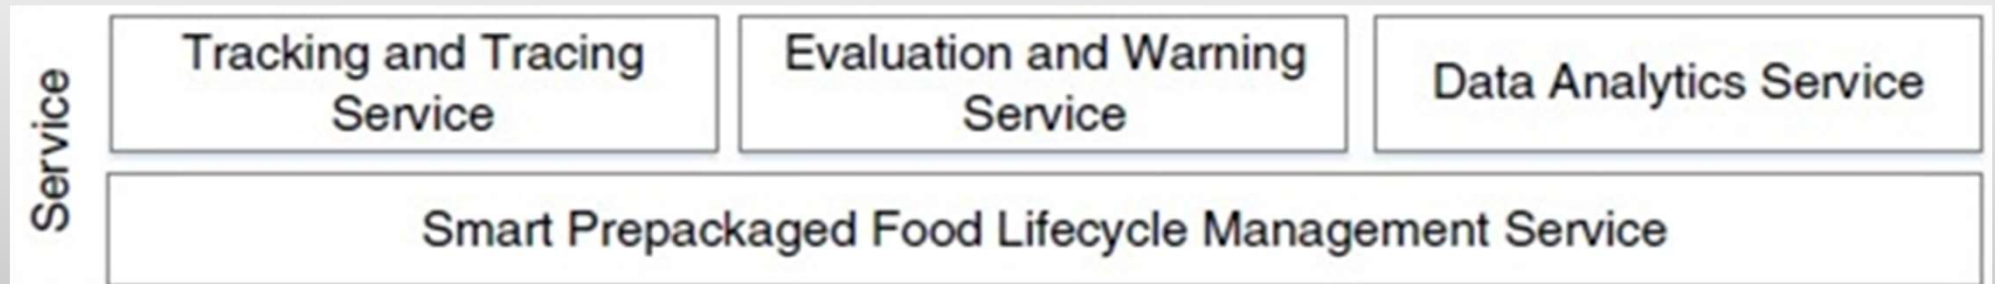 Service
Tracking and Tracing
Service
Evaluation and Warning
Service
Data Analytics Service
Smart Prepackaged Food Lifecycle Management Service